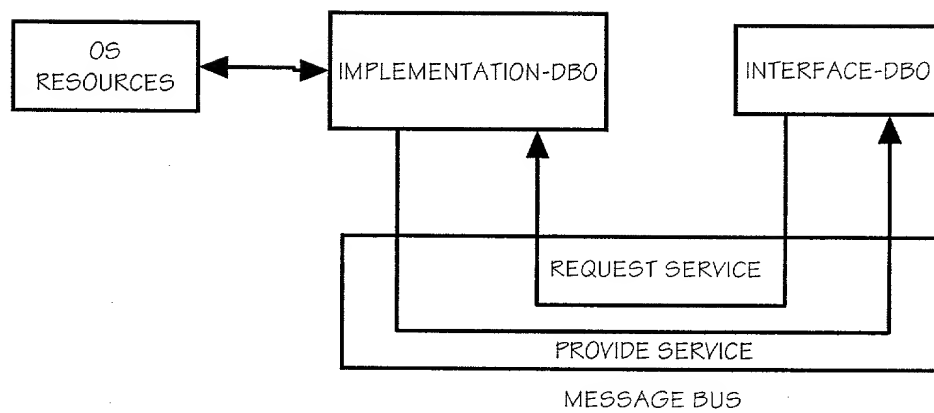 OS
RESOURCES
IMPLEMENTATION-DBO
INTERFACE-DBO
REQUEST SERVICE
PROVIDE SERVICE
MESSAGE BUS